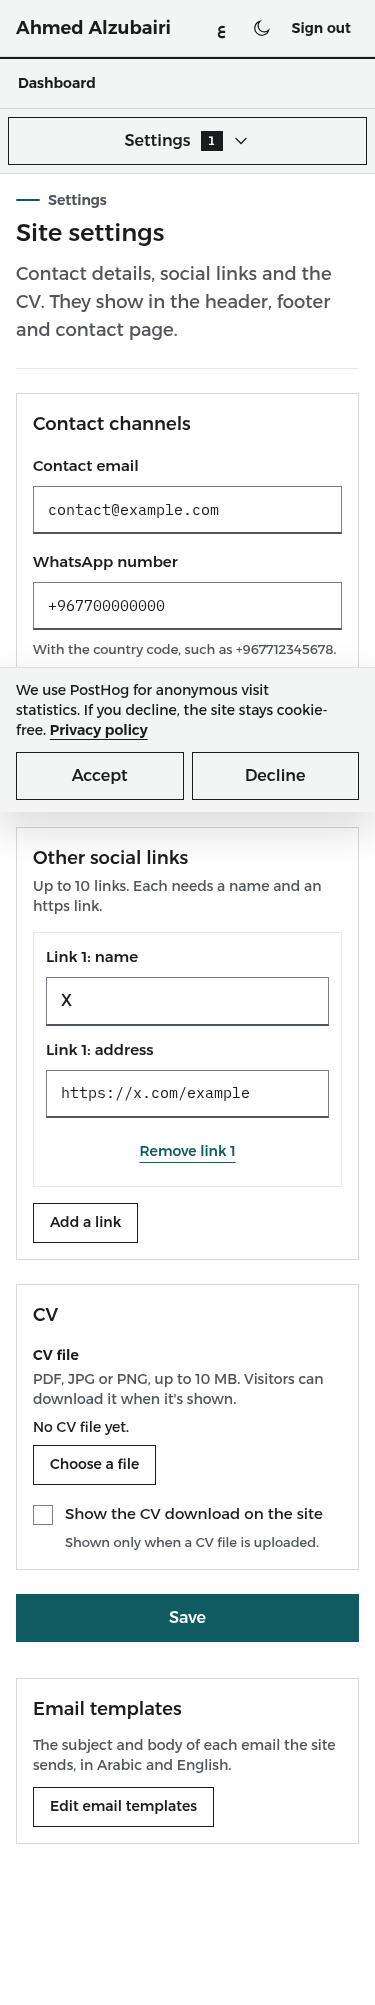 Ahmed Alzubairi
ع
Sign out
Dashboard
Settings 1
Settings
Site settings
Contact details, social links and the
CV. They show in the header, footer
and contact page.
Contact channels
Contact email
contact@example.com
WhatsApp number
+967700000000
With the country code, such as +967712345678.
We use PostHog for anonymous visit
statistics. If you decline, the site stays cookie-
free. Privacy policy
Accept
Decline
Other social links
Up to 10 links. Each needs a name and an
https link.
Link 1: name
X
Link 1: address
https://x.com/example
Remove link 1
Add a link
CV
CV file
PDF, JPG or PNG, up to 10 MB. Visitors can
download it when it's shown.
No CV file yet.
Choose a file
Show the CV download on the site
Shown only when a CV file is uploaded.
Save
Email templates
The subject and body of each email the site
sends, in Arabic and English.
Edit email templates